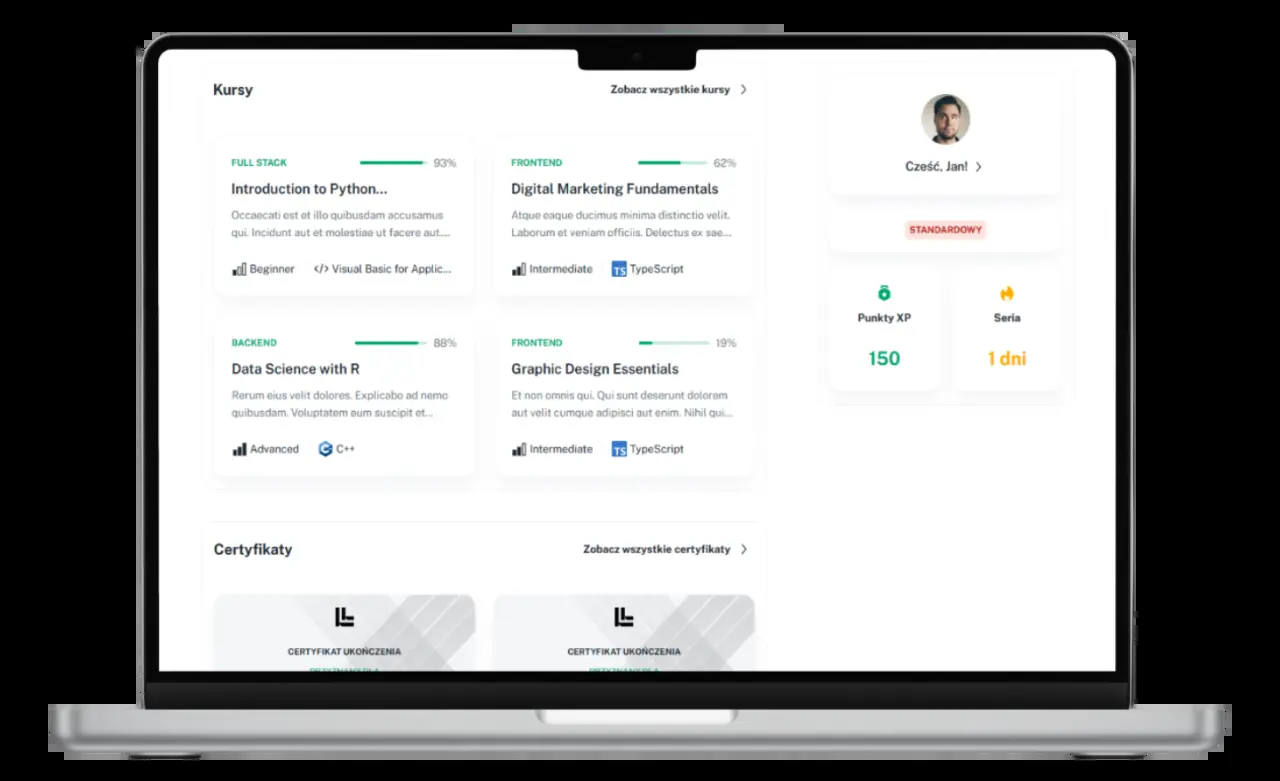 Kursy
Zobacz wszystkie kursy
FULL STACK
93%
Introduction to Python...
Occaecati est et illo quibusdam accusamus
qui. Incidunt aut et molestiae ut facere aut....
Beginner
</> Visual Basic for Applic...
FRONTEND
62%
Digital Marketing Fundamentals
Atque eaque ducimus minima distinctio velit.
Laborum et veniam officiis. Delectus ex sae...
Intermediate
TS TypeScript
BACKEND
88%
Data Science with R
Rerum eius velit dolores. Explicabo ad nemo
quibusdam. Voluptatem eum suscipit et...
Advanced
C++
FRONTEND
19%
Graphic Design Essentials
Et non omnis qui. Qui sunt deserunt dolorem
aut velit cumque adipisci aut enim. Nihil qui...
Intermediate
TS TypeScript
Certyfikaty
Zobacz wszystkie certyfikaty
CERTYFIKAT UKOŃCZENIA
CERTYFIKAT UKOŃCZENIA
Cześć, Jan!
STANDARDOWY
Punkty XP
150
Seria
1 dni